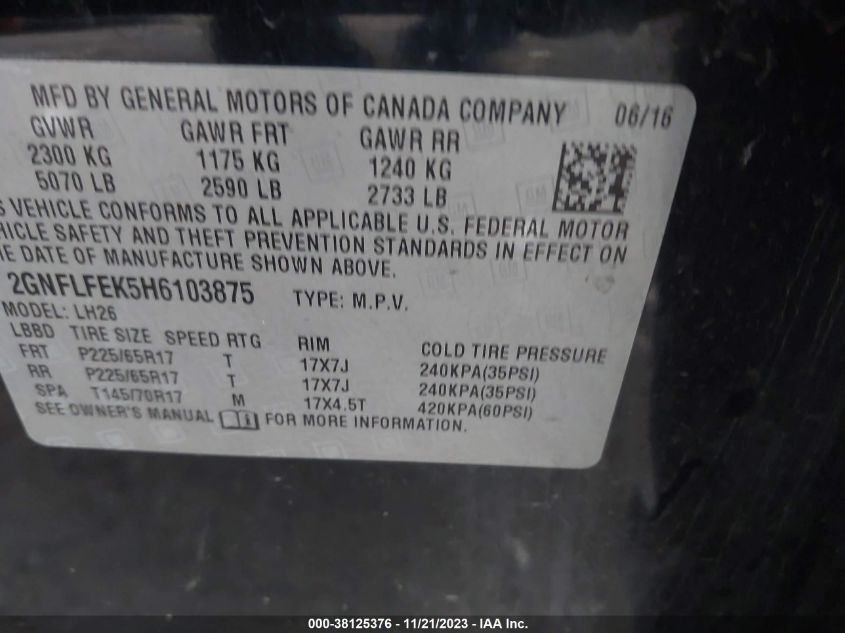 MFD BY GENERAL MOTORS OF CANADA COMPANY 06/16
GVWR GAWR FRT GAWR RR
2300 KG 1175 KG 1240 KG
5070 LB 2590 LB 2733 LB
S VEHICLE CONFORMS TO ALL APPLICABLE U.S. FEDERAL MOTOR
HICLE SAFETY AND THEFT PREVENTION STANDARDS IN EFFECT ON
HE DATE OF MANUFACTURE SHOWN ABOVE.
2GNFLFEK5H6103875 TYPE: M.P.V.
MODEL: LH26
LBBD TIRE SIZE SPEED RTG RIM COLD TIRE PRESSURE
FRT P225/65R17 T 17X7J 240KPA(35PSI)
RR P225/65R17 T 17X7J 240KPA(35PSI)
SPA T145/70R17 M 17X4.5T 420KPA(60PSI)
SEE OWNER'S MANUAL FOR MORE INFORMATION.
000-38125376 - 11/21/2023 - IAA Inc.